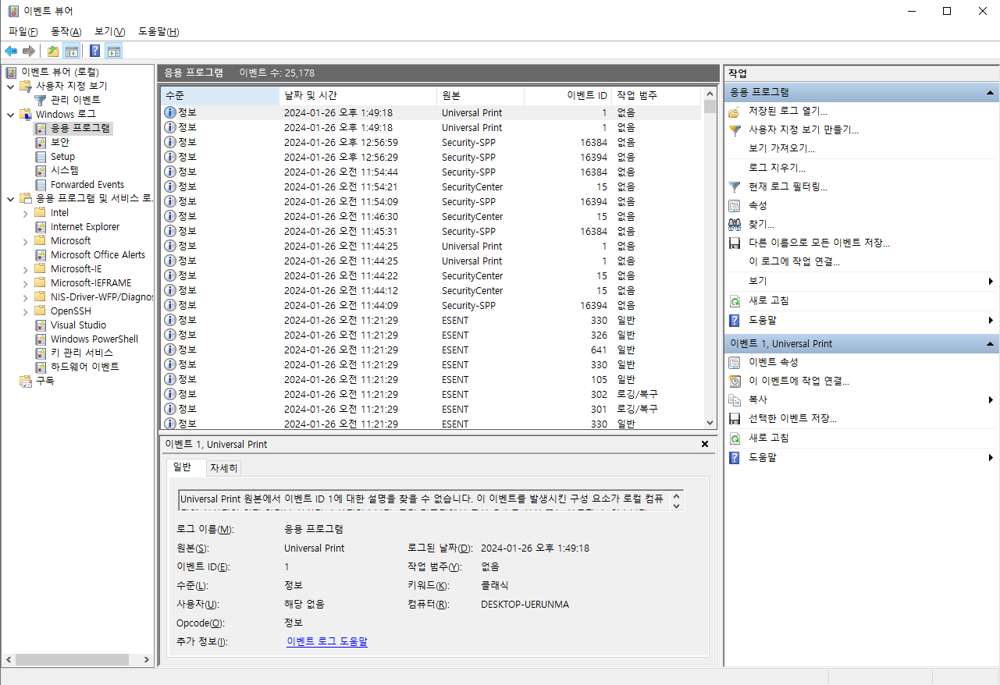 이벤트 뷰어
파일(F) 동작(A) 보기(V) 도움말(H)
이벤트 뷰어 (로컬)
사용자 지정 보기
관리 이벤트
Windows 로그
응용 프로그램
보안
Setup
시스템
Forwarded Events
응용 프로그램 및 서비스 로
Intel
Internet Explorer
Microsoft
Microsoft Office Alerts
Microsoft-IE
Microsoft-IEFRAME
NIS-Driver-WFP/Diagnos
OpenSSH
Visual Studio
Windows PowerShell
키 관리 서비스
하드웨어 이벤트
구독
응용 프로그램 이벤트 수: 25,178
수준 날짜 및 시간 원본 이벤트 ID 작업 범주
정보 2024-01-26 오후 1:49:18 Universal Print 1 없음
정보 2024-01-26 오후 1:49:18 Universal Print 1 없음
정보 2024-01-26 오후 12:56:59 Security-SPP 16384 없음
정보 2024-01-26 오후 12:56:29 Security-SPP 16394 없음
정보 2024-01-26 오전 11:54:44 Security-SPP 16384 없음
정보 2024-01-26 오전 11:54:21 SecurityCenter 15 없음
정보 2024-01-26 오전 11:54:09 Security-SPP 16394 없음
정보 2024-01-26 오전 11:46:30 SecurityCenter 15 없음
정보 2024-01-26 오전 11:45:31 Security-SPP 16384 없음
정보 2024-01-26 오전 11:44:25 Universal Print 1 없음
정보 2024-01-26 오전 11:44:25 Universal Print 1 없음
정보 2024-01-26 오전 11:44:22 SecurityCenter 15 없음
정보 2024-01-26 오전 11:44:12 SecurityCenter 15 없음
정보 2024-01-26 오전 11:44:09 Security-SPP 16394 없음
정보 2024-01-26 오전 11:21:29 ESENT 330 일반
정보 2024-01-26 오전 11:21:29 ESENT 326 일반
정보 2024-01-26 오전 11:21:29 ESENT 641 일반
정보 2024-01-26 오전 11:21:29 ESENT 330 일반
정보 2024-01-26 오전 11:21:29 ESENT 105 일반
정보 2024-01-26 오전 11:21:29 ESENT 302 로깅/복구
정보 2024-01-26 오전 11:21:29 ESENT 301 로깅/복구
정보 2024-01-26 오전 11:21:29 ESENT 330 일반
이벤트 1, Universal Print
일반 자세히
Universal Print 원본에서 이벤트 ID 1에 대한 설명을 찾을 수 없습니다. 이 이벤트를 발생시킨 구성 요소가 로컬 컴퓨
로그 이름(M): 응용 프로그램
원본(S): Universal Print 로그된 날짜(D): 2024-01-26 오후 1:49:18
이벤트 ID(E): 1 작업 범주(Y): 없음
수준(L): 정보 키워드(K): 클래식
사용자(U): 해당 없음 컴퓨터(R): DESKTOP-UERUNMA
Opcode(O): 정보
추가 정보(I): 이벤트 로그 도움말
작업
응용 프로그램
저장된 로그 열기...
사용자 지정 보기 만들기...
보기 가져오기...
로그 지우기...
현재 로그 필터링...
속성
찾기...
다른 이름으로 모든 이벤트 저장...
이 로그에 작업 연결...
보기
새로 고침
도움말
이벤트 1, Universal Print
이벤트 속성
이 이벤트에 작업 연결...
복사
선택한 이벤트 저장...
새로 고침
도움말